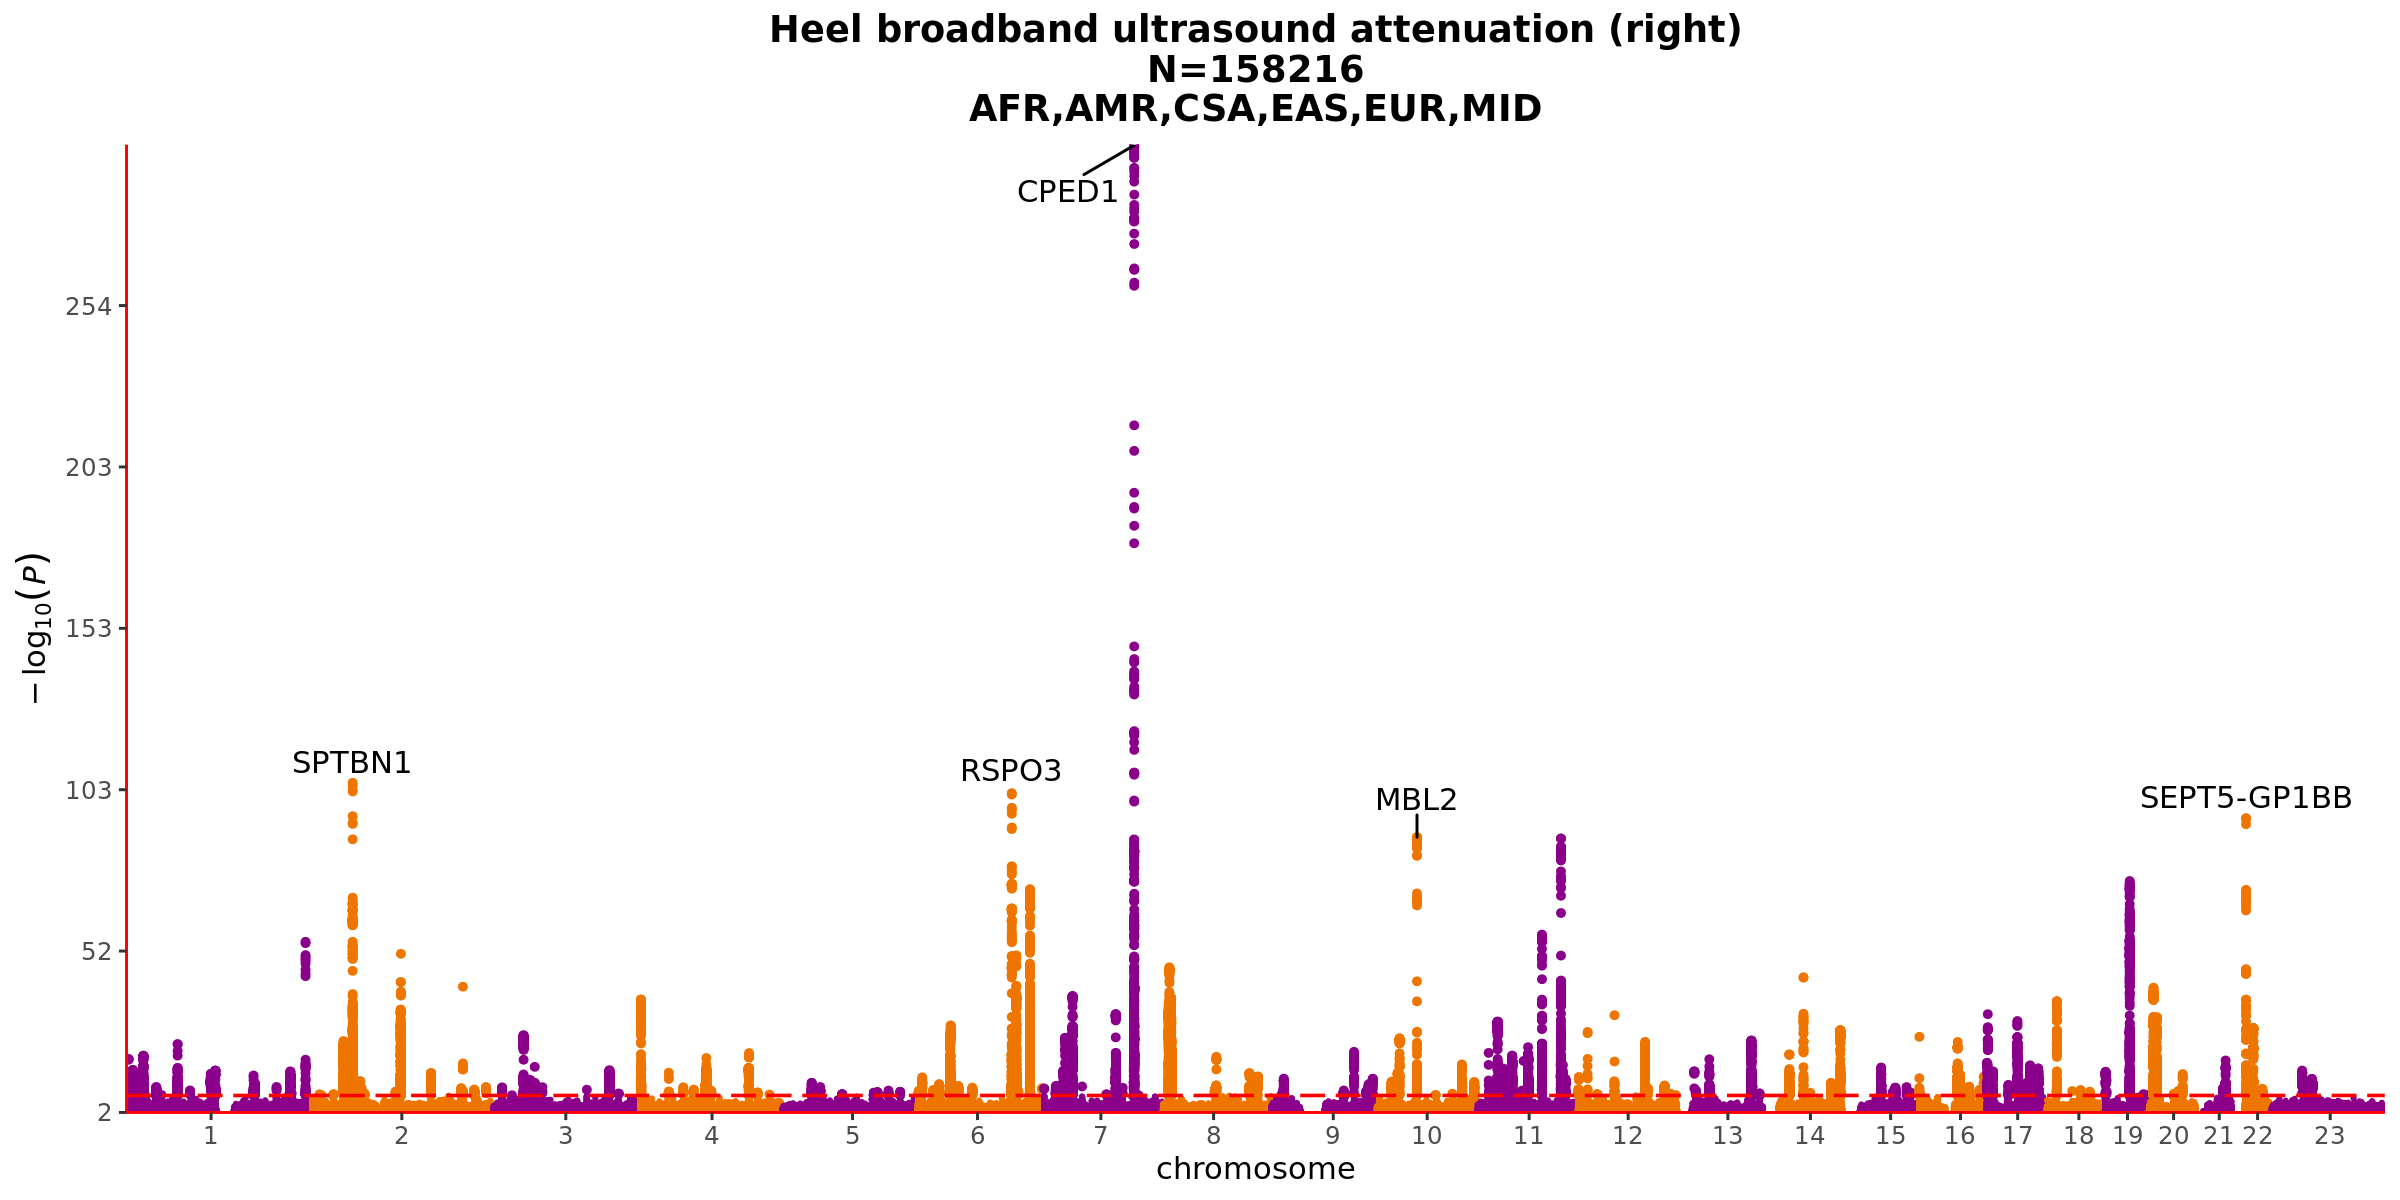 Heel broadband ultrasound attenuation (right)
N=158216
AFR,AMR,CSA,EAS,EUR,MID
CPED1
254
203
153
−log₁₀(P)
SPTBN1
RSPO3
103
MBL2
SEPT5-GP1BB
52
2
1 2 3 4 5 6 7 8 9 10 11 12 13 14 15 16 17 18 19 20 21 22 23
chromosome